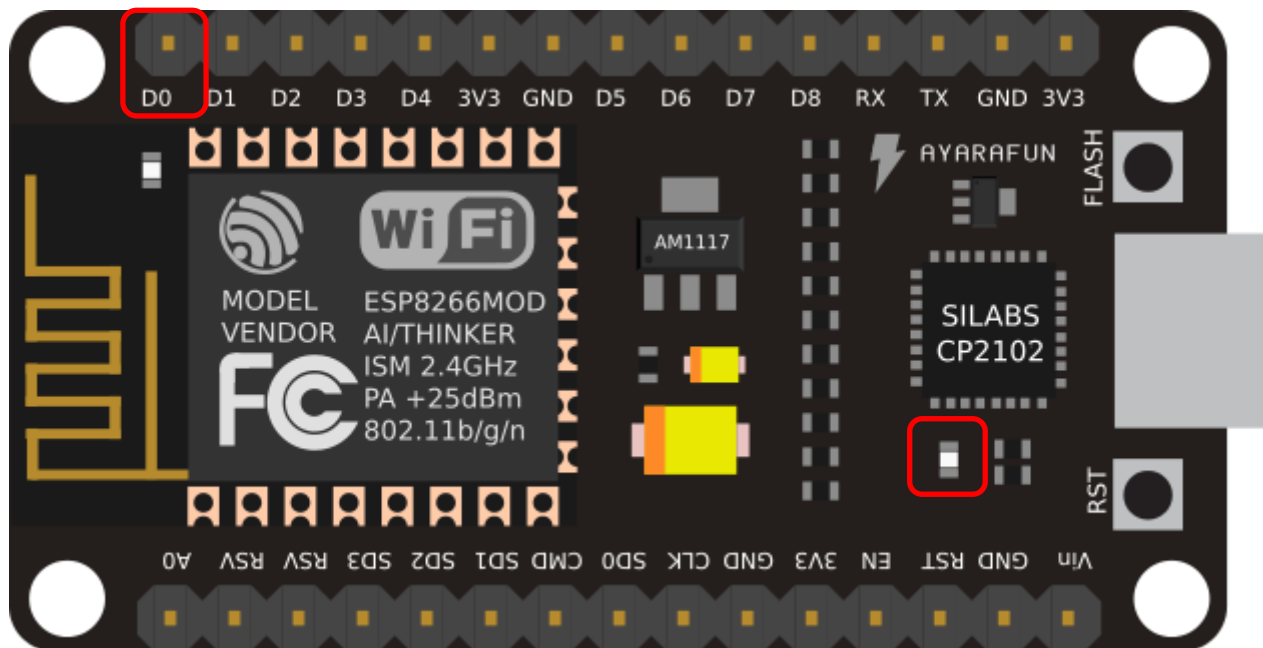 D0 D1 D2 D3 D4 3V3 GND D5 D6 D7 D8 RX TX GND 3V3
AYARAFUN
FLASH
WiFi
AM1117
MODEL ESP8266MOD
VENDOR AI/THINKER
ISM 2.4GHz
PA +25dBm
802.11b/g/n
FCC
SILABS
CP2102
RST
A0 RSV RSV SD3 SD2 SD1 CMD SD0 CLK GND 3V3 EN RST GND Vin